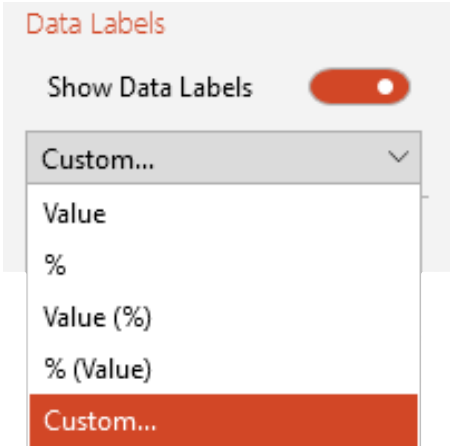 Data Labels
Show Data Labels
Custom...
Value
%
Value (%)
% (Value)
Custom...